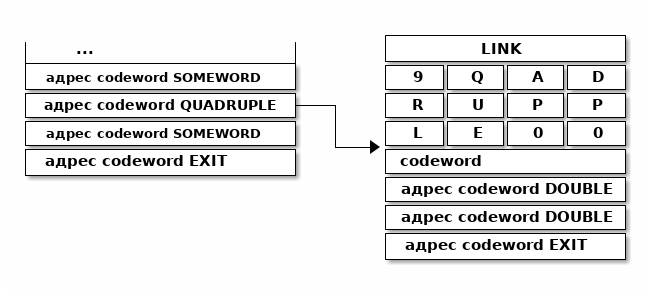 ...
адрес codeword SOMEWORD
адрес codeword QUADRUPLE
адрес codeword SOMEWORD
адрес codeword EXIT
LINK
9 Q A D
R U P P
L E 0 0
codeword
адрес codeword DOUBLE
адрес codeword DOUBLE
адрес codeword EXIT